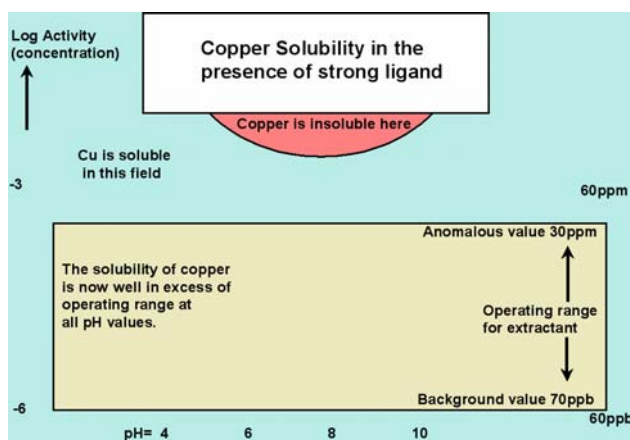 Log Activity
(concentration)
Copper Solubility in the
presence of strong ligand
Copper is insoluble here
Cu is soluble
in this field
-3
60ppm
Anomalous value 30ppm
The solubility of copper
is now well in excess of
operating range at
all pH values.
Operating range
for extractant
Background value 70ppb
-6
60ppb
pH= 4 6 8 10